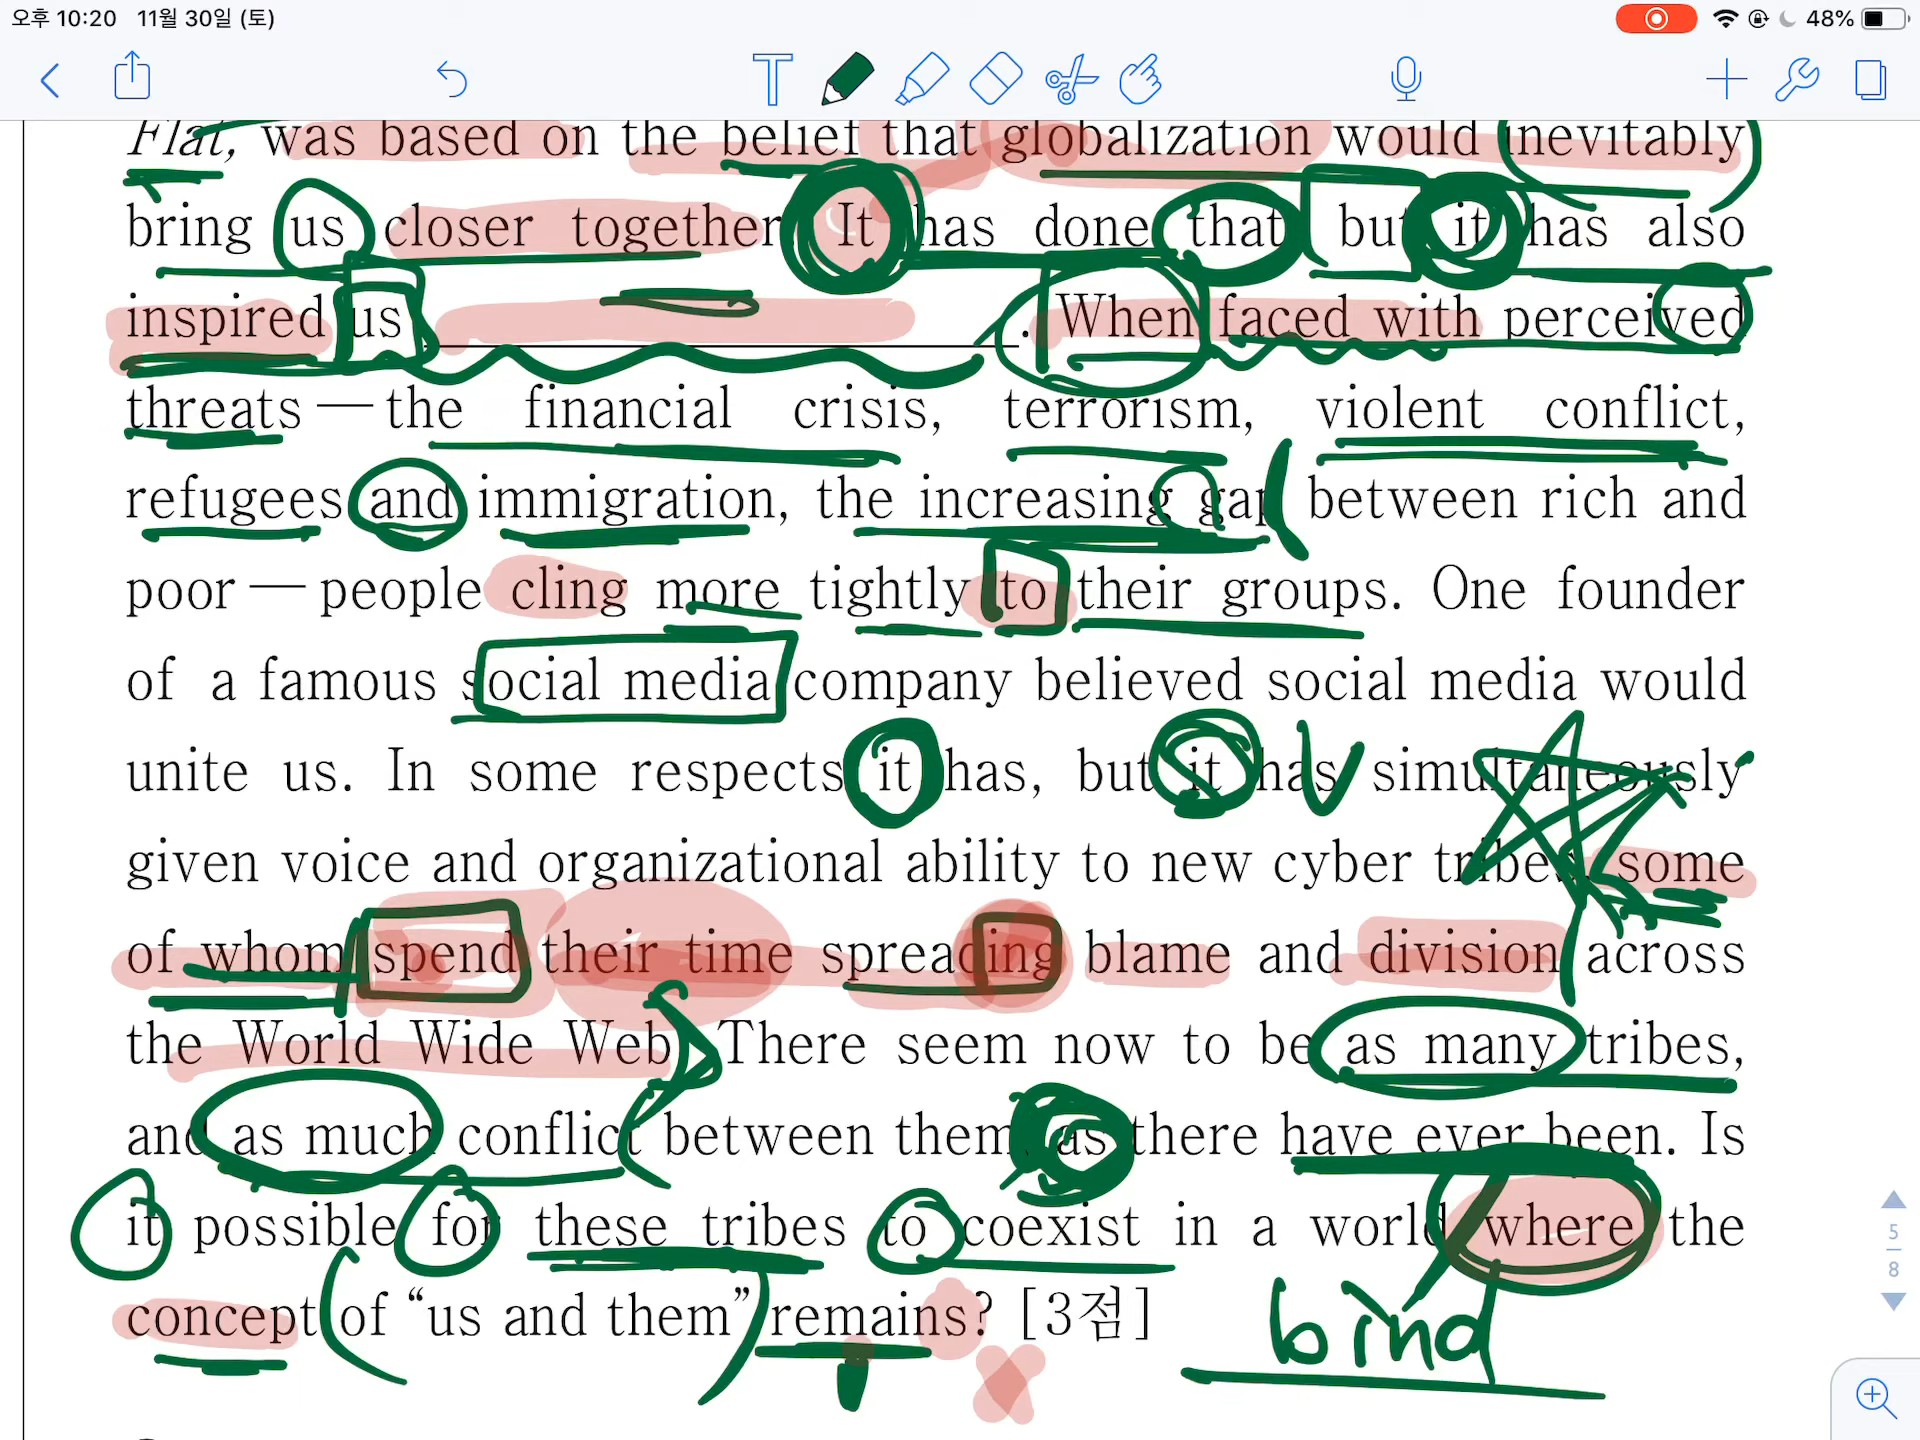 오후 10:20 11월 30일 (토) 48%
T
Flat, was based on the belief that globalization would inevitably
bring us closer together. It has done that, but it has also
inspired us ____________________. When faced with perceived
threats — the financial crisis, terrorism, violent conflict,
refugees and immigration, the increasing gap between rich and
poor — people cling more tightly to their groups. One founder
of a famous social media company believed social media would
unite us. In some respects it has, but it has simultaneously
given voice and organizational ability to new cyber tribes, some
of whom spend their time spreading blame and division across
the World Wide Web. There seem now to be as many tribes,
and as much conflict between them, as there have ever been. Is
it possible for these tribes to coexist in a world where the
concept of “us and them” remains? [3점]
bind
5
8